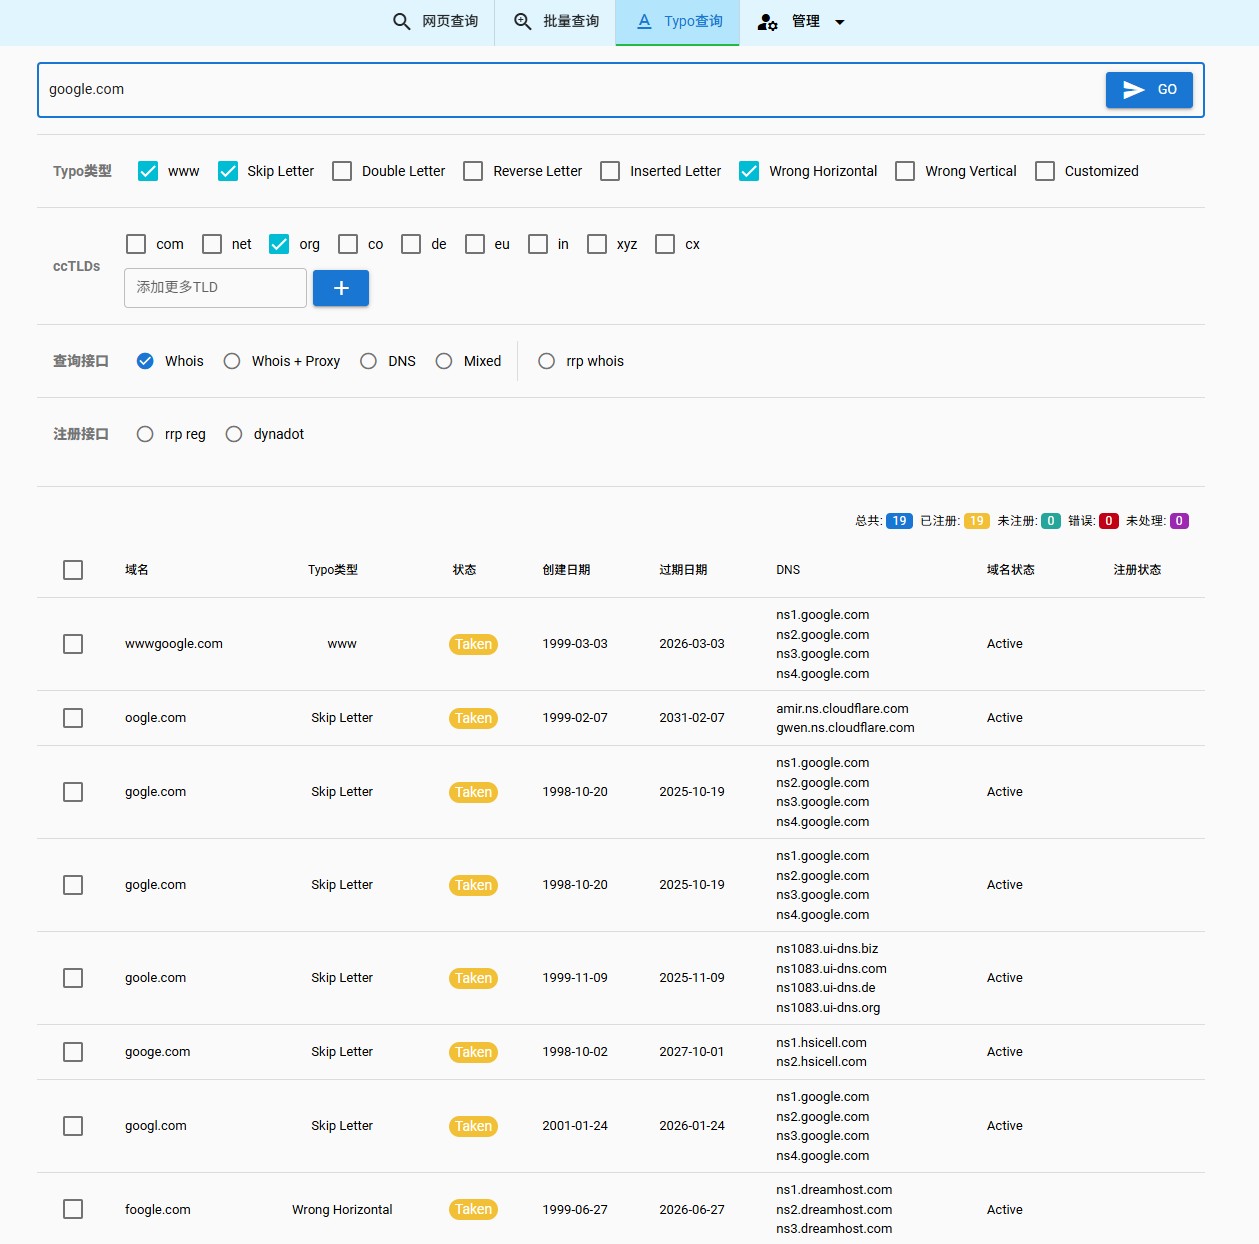 网页查询 批量查询 Typo查询 管理
google.com GO
Typo类型 www Skip Letter Double Letter Reverse Letter Inserted Letter Wrong Horizontal Wrong Vertical Customized
com net org co de eu in xyz cx
ccTLDs
添加更多TLD +
查询接口 Whois Whois + Proxy DNS Mixed rrp whois
注册接口 rrp reg dynadot
总共: 19 已注册: 19 未注册: 0 错误: 0 未处理: 0
域名 Typo类型 状态 创建日期 过期日期 DNS 域名状态 注册状态
ns1.google.com
ns2.google.com
wwwgoogle.com www Taken 1999-03-03 2026-03-03 Active
ns3.google.com
ns4.google.com
amir.ns.cloudflare.com
oogle.com Skip Letter Taken 1999-02-07 2031-02-07 Active
gwen.ns.cloudflare.com
ns1.google.com
ns2.google.com
gogle.com Skip Letter Taken 1998-10-20 2025-10-19 Active
ns3.google.com
ns4.google.com
ns1.google.com
ns2.google.com
gogle.com Skip Letter Taken 1998-10-20 2025-10-19 Active
ns3.google.com
ns4.google.com
ns1083.ui-dns.biz
ns1083.ui-dns.com
goole.com Skip Letter Taken 1999-11-09 2025-11-09 Active
ns1083.ui-dns.de
ns1083.ui-dns.org
ns1.hsicell.com
googe.com Skip Letter Taken 1998-10-02 2027-10-01 Active
ns2.hsicell.com
ns1.google.com
ns2.google.com
googl.com Skip Letter Taken 2001-01-24 2026-01-24 Active
ns3.google.com
ns4.google.com
ns1.dreamhost.com
foogle.com Wrong Horizontal Taken 1999-06-27 2026-06-27 ns2.dreamhost.com Active
ns3.dreamhost.com